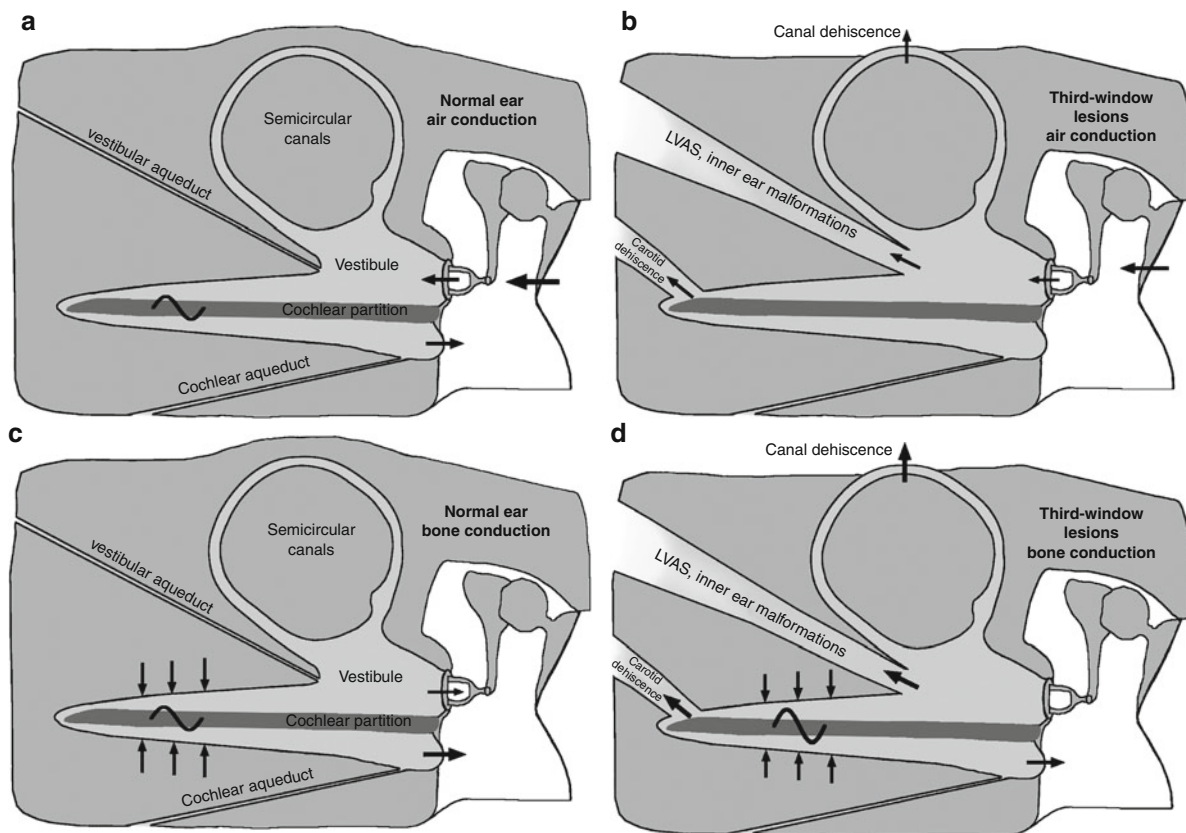 a
Semicircular
canals
Normal ear
air conduction
vestibular aqueduct
Vestibule
Cochlear partition
Cochlear aqueduct
b
Canal dehiscence
Third-window
lesions
air conduction
LVAS, inner ear malformations
Carotid
dehiscence
c
Semicircular
canals
Normal ear
bone conduction
vestibular aqueduct
Vestibule
Cochlear partition
Cochlear aqueduct
d
Canal dehiscence
Third-window
lesions
bone conduction
LVAS, inner ear malformations
Carotid
dehiscence